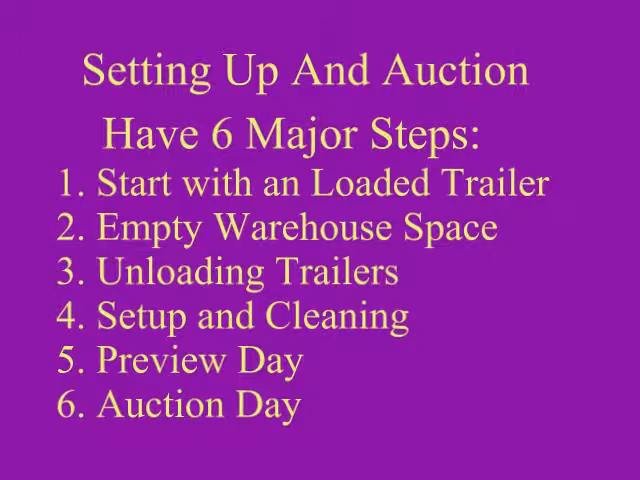 Setting Up And Auction
Have 6 Major Steps:
1. Start with an Loaded Trailer
2. Empty Warehouse Space
3. Unloading Trailers
4. Setup and Cleaning
5. Preview Day
6. Auction Day